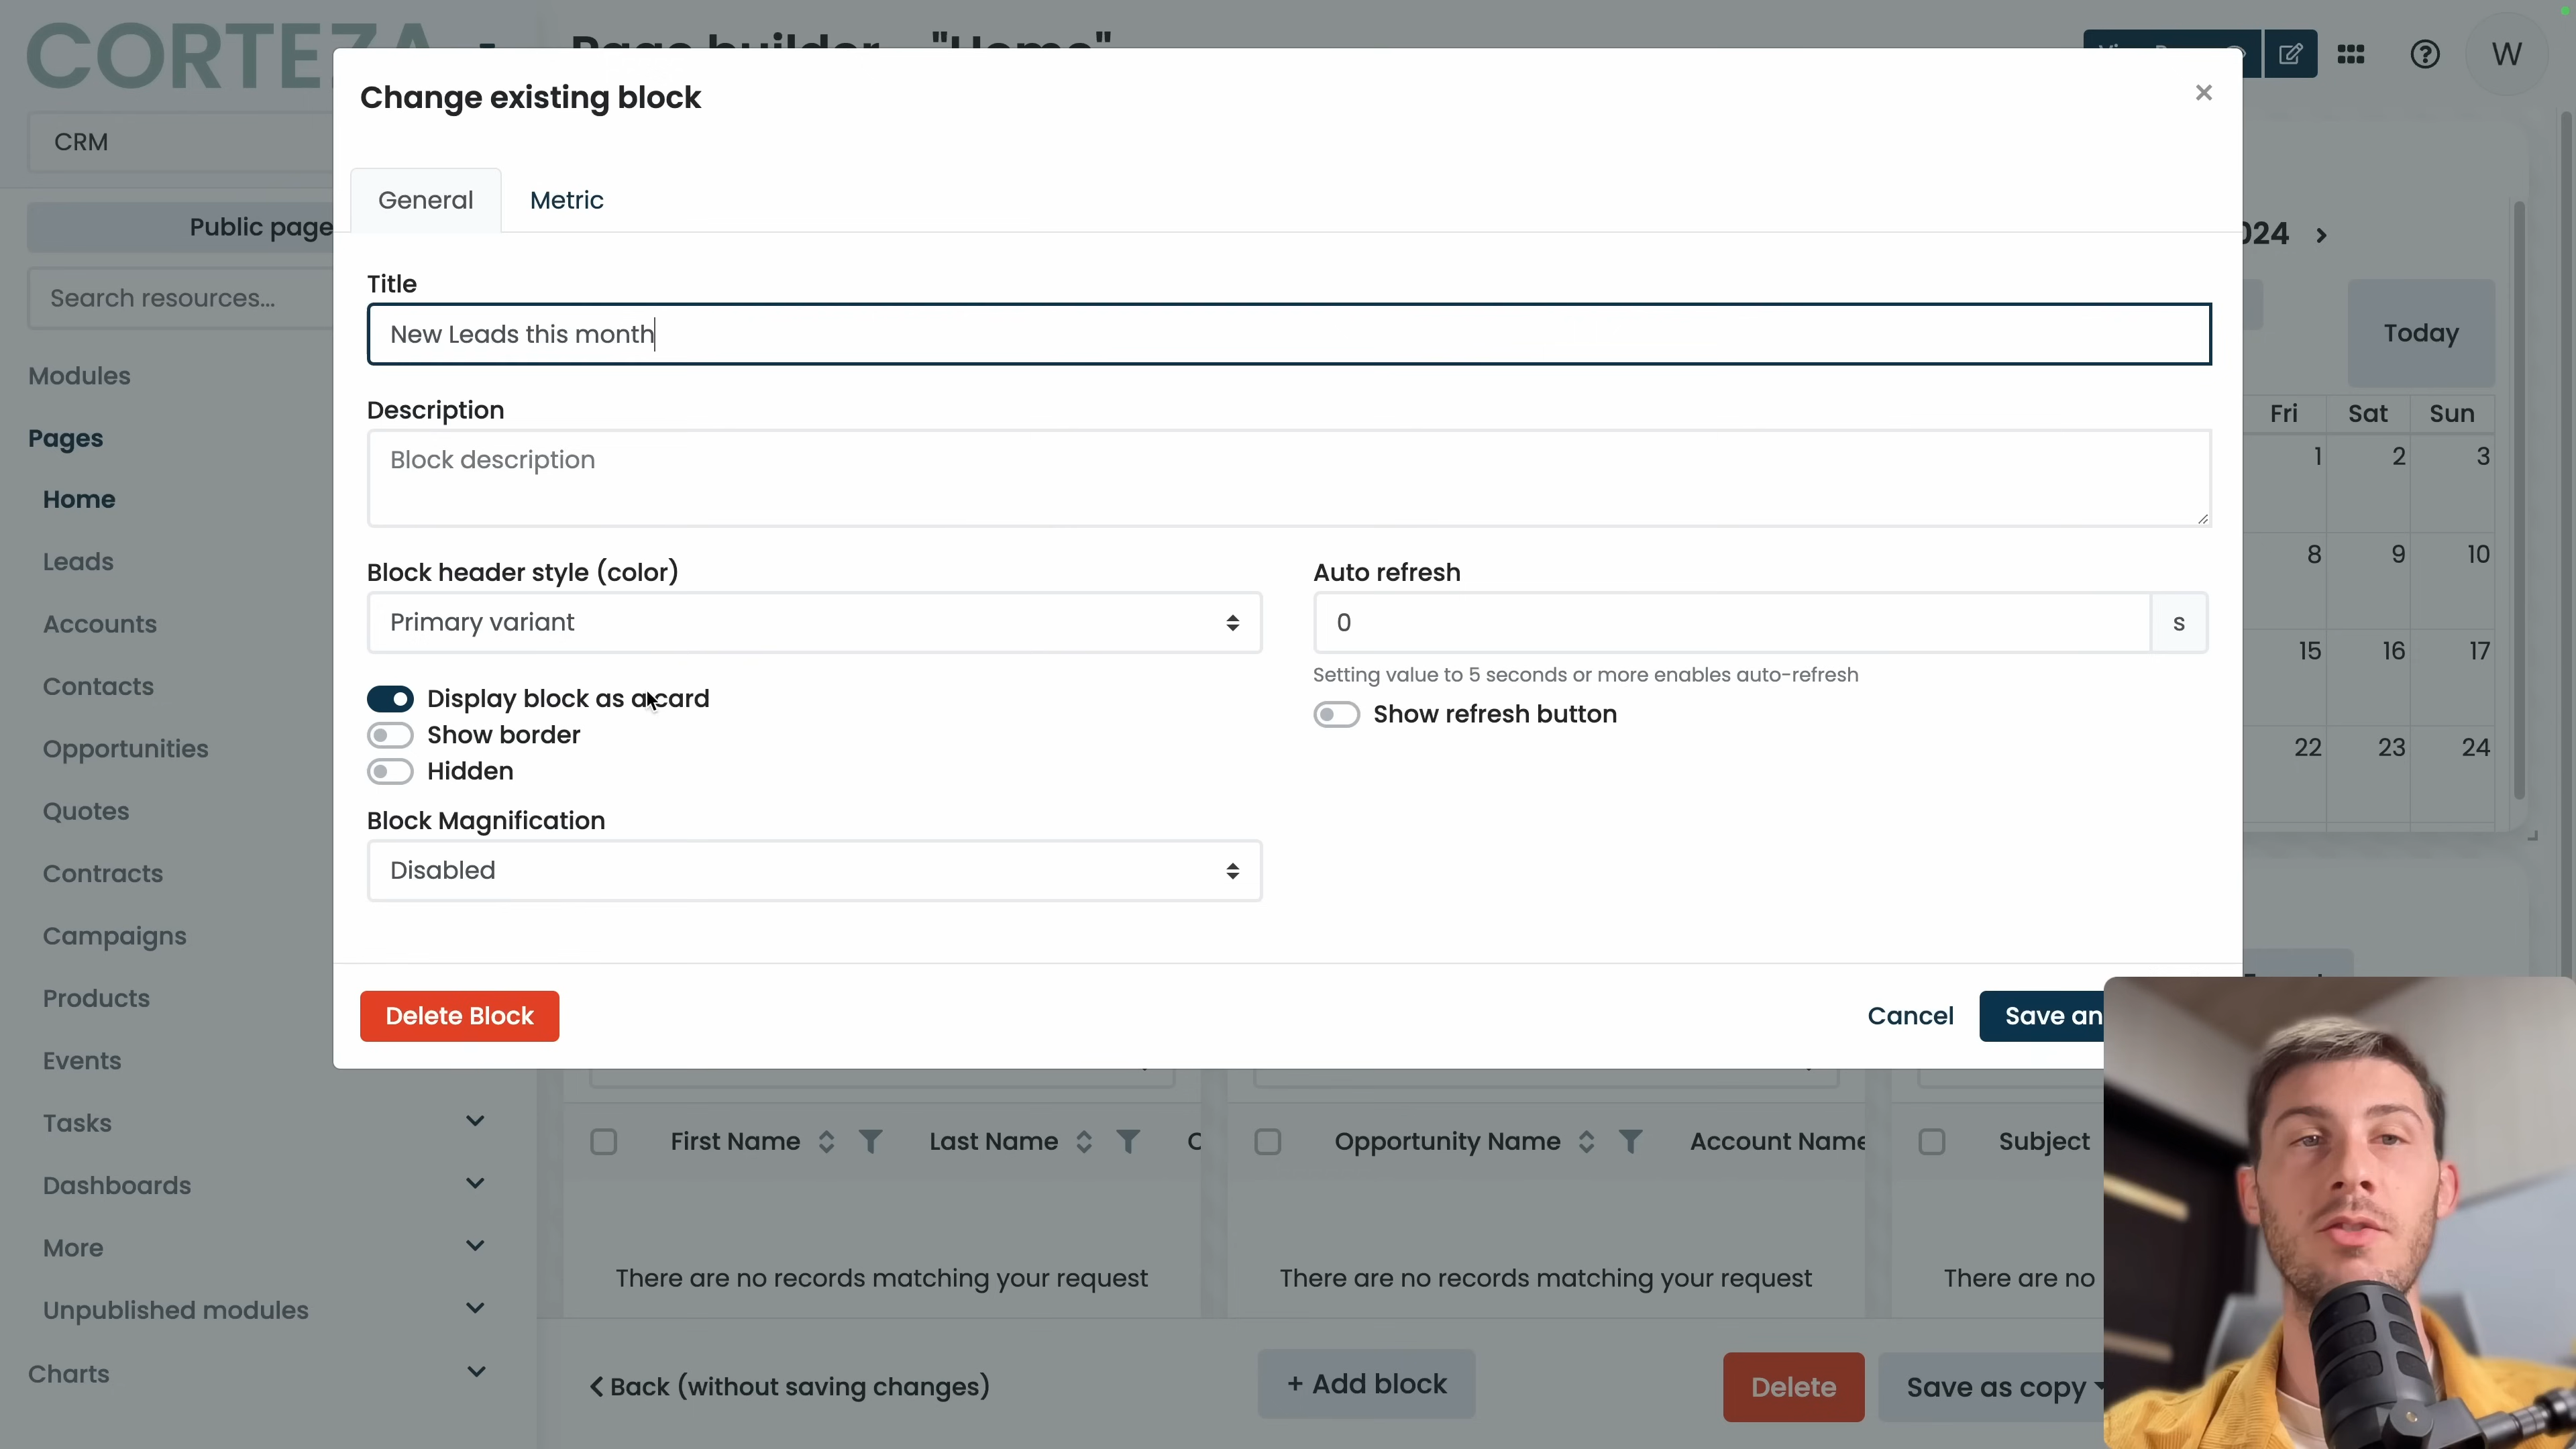 CORTEZA
Page builder - "Home"
W
Change existing block
CRM
General
Metric
Public page
024
Title
Search resources...
New Leads this month
Today
Modules
Description
Fri
Sat
Sun
Pages
Block description
1
2
3
Home
Leads
Block header style (color)
Auto refresh
8
9
10
Accounts
Primary variant
0
s
15
16
17
Contacts
Display block as a card
Setting value to 5 seconds or more enables auto-refresh
Show border
Show refresh button
Opportunities
Hidden
22
23
24
Quotes
Block Magnification
Contracts
Disabled
Campaigns
Products
Delete Block
Cancel
Save an
Events
Tasks
First Name
Last Name
C
Opportunity Name
Account Name
Subject
Dashboards
More
There are no records matching your request
There are no records matching your request
There are no
Unpublished modules
Charts
Back (without saving changes)
+ Add block
Delete
Save as copy